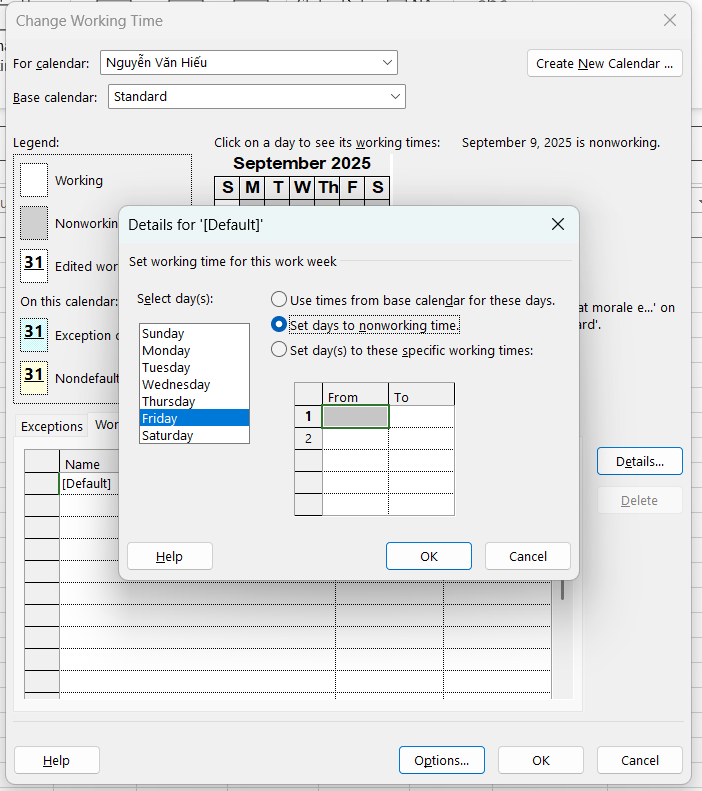 Change Working Time
For calendar: Nguyễn Văn Hiếu
Create New Calendar ...
Base calendar: Standard
Legend:
Click on a day to see its working times:
September 9, 2025 is nonworking.
Working
September 2025
S M T W Th F S
Nonworkin
31 Edited wor
On this calendar:
at morale e...' on
31 Exception
ard'.
31 Nondefault
Details for '[Default]'
Set working time for this work week
Select day(s):
Sunday
Monday
Tuesday
Wednesday
Thursday
Friday
Saturday
Use times from base calendar for these days.
Set days to nonworking time.
Set day(s) to these specific working times:
From To
1
2
Help
OK
Cancel
Exceptions
Wor
Name
[Default]
Details...
Delete
Help
Options...
OK
Cancel